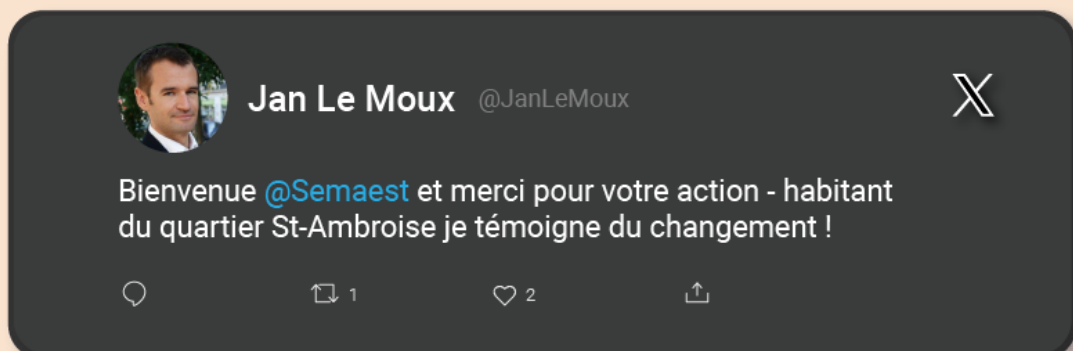 Jan Le Moux @JanLeMoux
Bienvenue @Semaest et merci pour votre action - habitant
du quartier St-Ambroise je témoigne du changement !
1 2